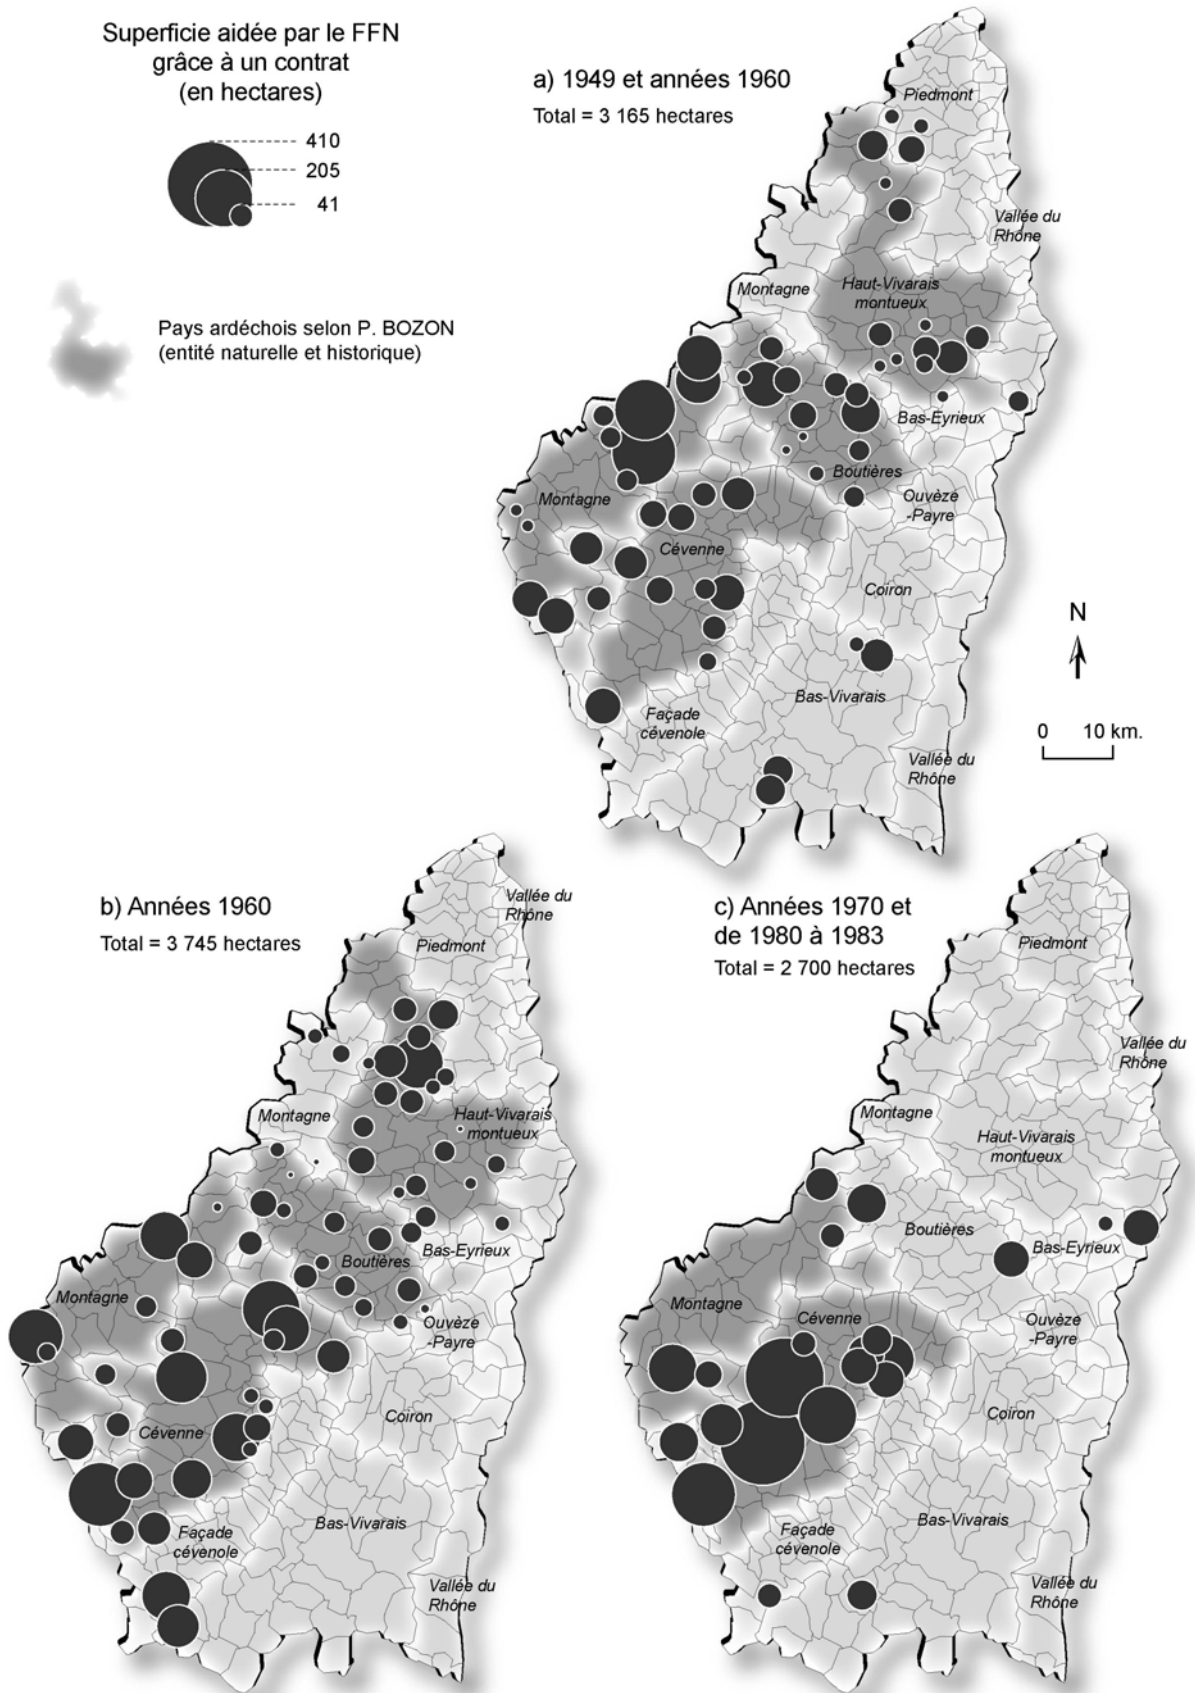 Superficie aidée par le FFN
grâce à un contrat
(en hectares)
410
205
41
Pays ardéchois selon P. BOZON
(entité naturelle et historique)
a) 1949 et années 1960
Total = 3 165 hectares
Piedmont
Vallée du
Rhône
Haut-Vivarais
montueux
Montagne
Bas-Eyrieux
Boutières
Montagne
Ouvèze
-Payre
Cévenne
Coiron
Bas-Vivarais
Façade
cévenole
Vallée du
Rhône
N
0 10 km.
b) Années 1960
Total = 3 745 hectares
Vallée du
Rhône
Piedmont
Montagne
Haut-Vivarais
montueux
Bas-Eyrieux
Boutières
Montagne
Ouvèze
-Payre
Coiron
Cévenne
Bas-Vivarais
Façade
cévenole
Vallée du
Rhône
c) Années 1970 et
de 1980 à 1983
Total = 2 700 hectares
Piedmont
Vallée du
Rhône
Montagne
Haut-Vivarais
montueux
Boutières
Bas-Eyrieux
Montagne
Cévenne
Ouvèze
-Payre
Coiron
Bas-Vivarais
Façade
cévenole
Vallée du
Rhône